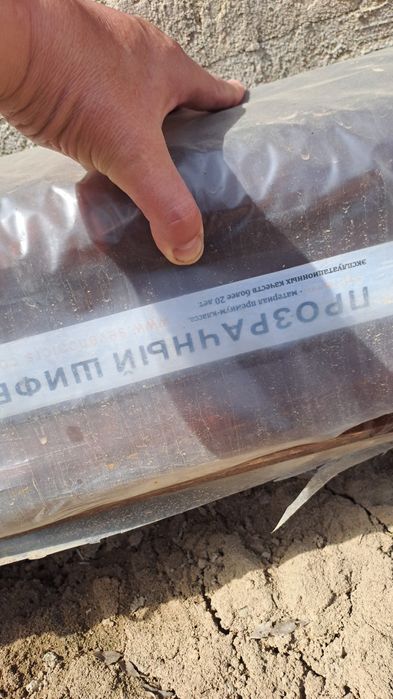 ПРОЗРАЧНЫЙ ШИФЕ
- материал премиум-класса.
эксплуатационных качеств более 20 лет.